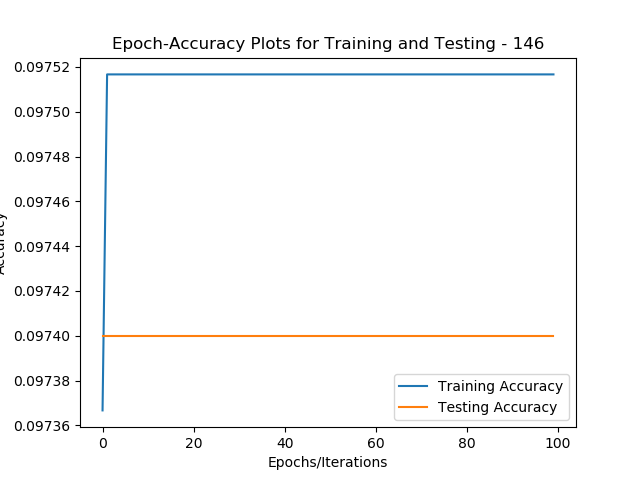 Epoch-Accuracy Plots for Training and Testing - 146
0.09752
0.09750
0.09748
0.09746
0.09744
0.09742
0.09740
0.09738
0.09736
Accuracy
0 20 40 60 80 100
Epochs/Iterations
Training Accuracy
Testing Accuracy